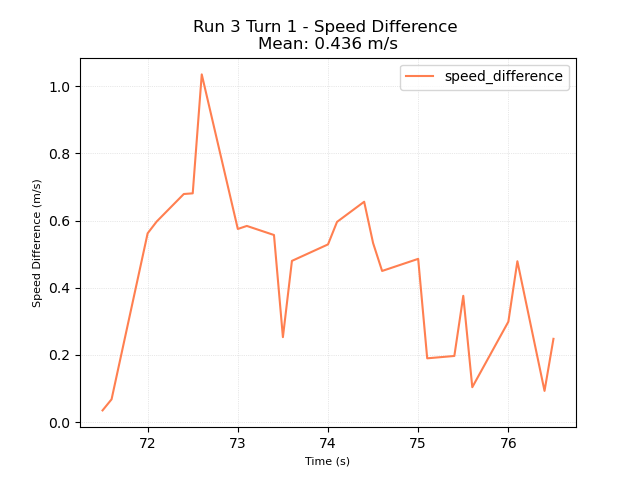 Run 3 Turn 1 - Speed Difference
Mean: 0.436 m/s
speed_difference
1.0
0.8
0.6
0.4
0.2
0.0
Speed Difference (m/s)
72 73 74 75 76
Time (s)